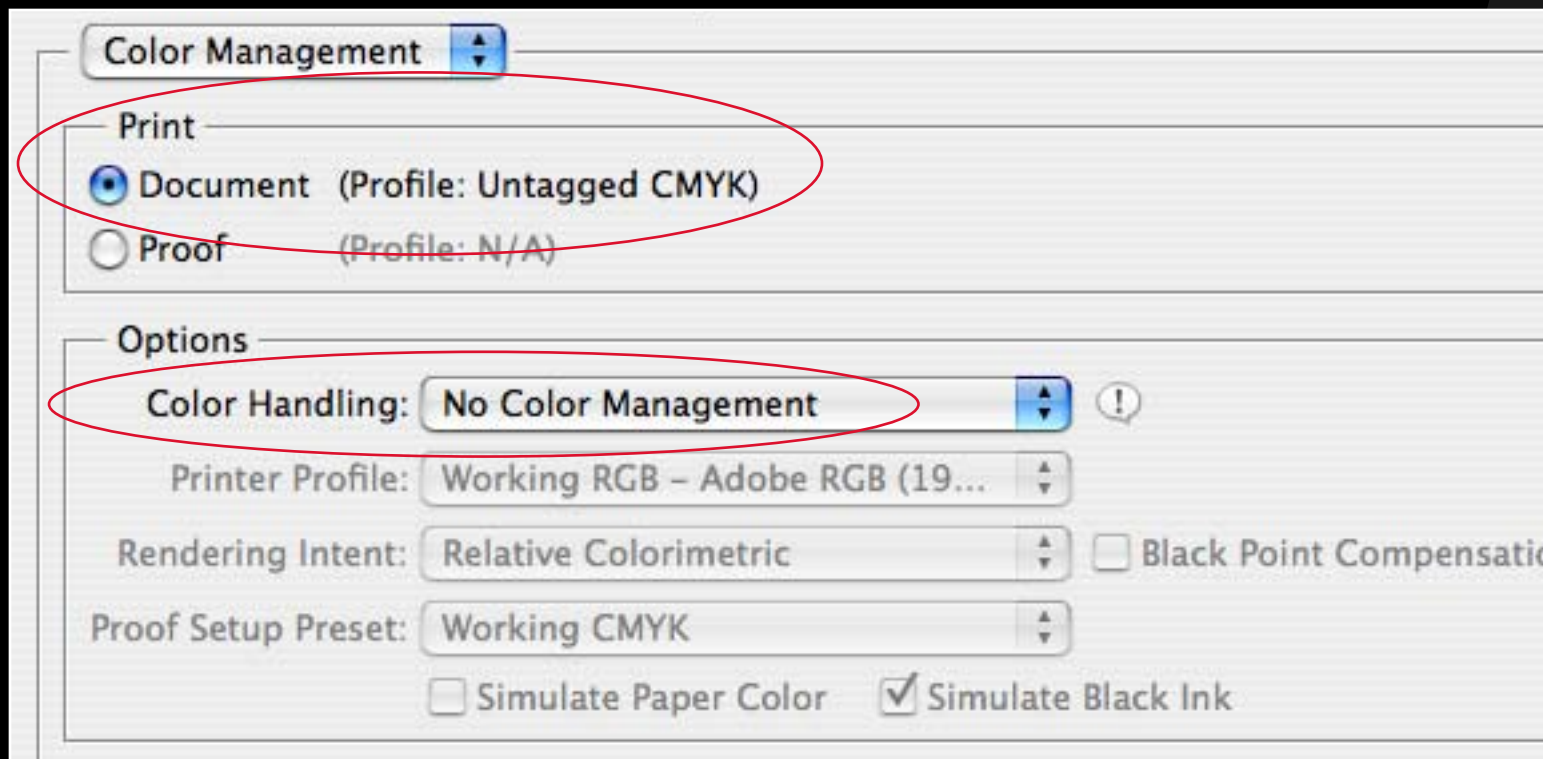 Color Management
Print
Document (Profile: Untagged CMYK)
Proof (Profile: N/A)
Options
Color Handling: No Color Management
Printer Profile: Working RGB – Adobe RGB (19...
Rendering Intent: Relative Colorimetric Black Point Compensatio
Proof Setup Preset: Working CMYK
Simulate Paper Color Simulate Black Ink